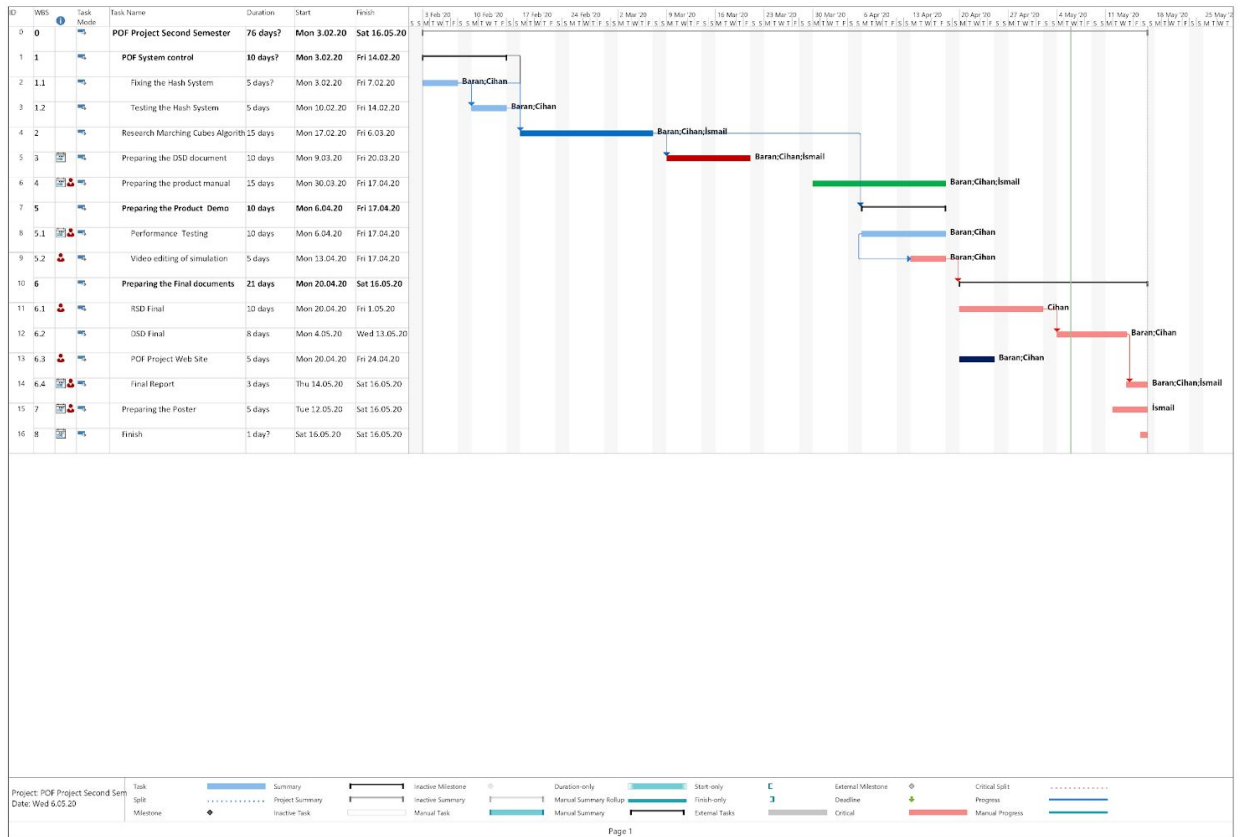 ID WBS Task Mode Task Name Duration Start Finish 3 Feb '20 10 Feb '20 17 Feb '20 24 Feb '20 2 Mar '20 9 Mar '20 16 Mar '20 23 Mar '20 30 Mar '20 6 Apr '20 13 Apr '20 20 Apr '20 27 Apr '20 4 May '20 11 May '20 18 May '20 25 May '2
S S M T W T F S S M T W T F S S M T W T F S S M T W T F S S M T W T F S S M T W T F S S M T W T F S S M T W T F S S M T W T F S S M T W T F S S M T W T F S S M T W T F S S M T W T F S S M T W T F S S M T W T F S S M T W T F S S M T W T
0 0 POF Project Second Semester 76 days? Mon 3.02.20 Sat 16.05.20
1 1 POF System control 10 days? Mon 3.02.20 Fri 14.02.20
2 1.1 Fixing the Hash System 5 days? Mon 3.02.20 Fri 7.02.20 Baran;Cihan
3 1.2 Testing the Hash System 5 days Mon 10.02.20 Fri 14.02.20 Baran;Cihan
4 2 Research Marching Cubes Algorith 15 days Mon 17.02.20 Fri 6.03.20 Baran;Cihan;İsmail
5 3 Preparing the DSD document 10 days Mon 9.03.20 Fri 20.03.20 Baran;Cihan;İsmail
6 4 Preparing the product manual 15 days Mon 30.03.20 Fri 17.04.20 Baran;Cihan;İsmail
7 5 Preparing the Product Demo 10 days Mon 6.04.20 Fri 17.04.20
8 5.1 Performance Testing 10 days Mon 6.04.20 Fri 17.04.20 Baran;Cihan
9 5.2 Video editing of simulation 5 days Mon 13.04.20 Fri 17.04.20 Baran;Cihan
10 6 Preparing the Final documents 21 days Mon 20.04.20 Sat 16.05.20
11 6.1 RSD Final 10 days Mon 20.04.20 Fri 1.05.20 Cihan
12 6.2 DSD Final 8 days Mon 4.05.20 Wed 13.05.20 Baran;Cihan
13 6.3 POF Project Web Site 5 days Mon 20.04.20 Fri 24.04.20 Baran;Cihan
14 6.4 Final Report 3 days Thu 14.05.20 Sat 16.05.20 Baran;Cihan;İsmail
15 7 Preparing the Poster 5 days Tue 12.05.20 Sat 16.05.20 İsmail
16 8 Finish 1 day? Sat 16.05.20 Sat 16.05.20
Project: POF Project Second Sem
Date: Wed 6.05.20
Task Summary Inactive Milestone Duration-only Start-only External Milestone Critical Split
Split Project Summary Inactive Summary Manual Summary Rollup Finish-only Deadline Progress
Milestone Inactive Task Manual Task Manual Summary External Tasks Critical Manual Progress
Page 1